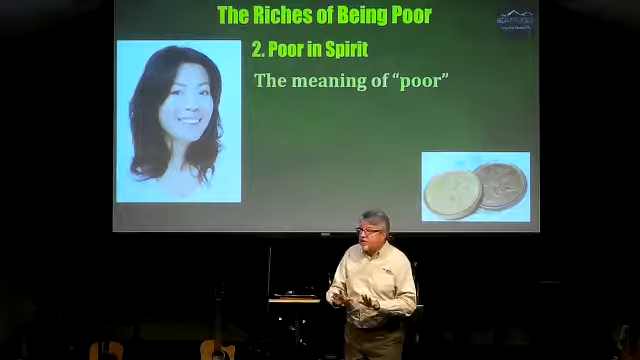 The Riches of Being Poor
2. Poor in Spirit
The meaning of “poor”